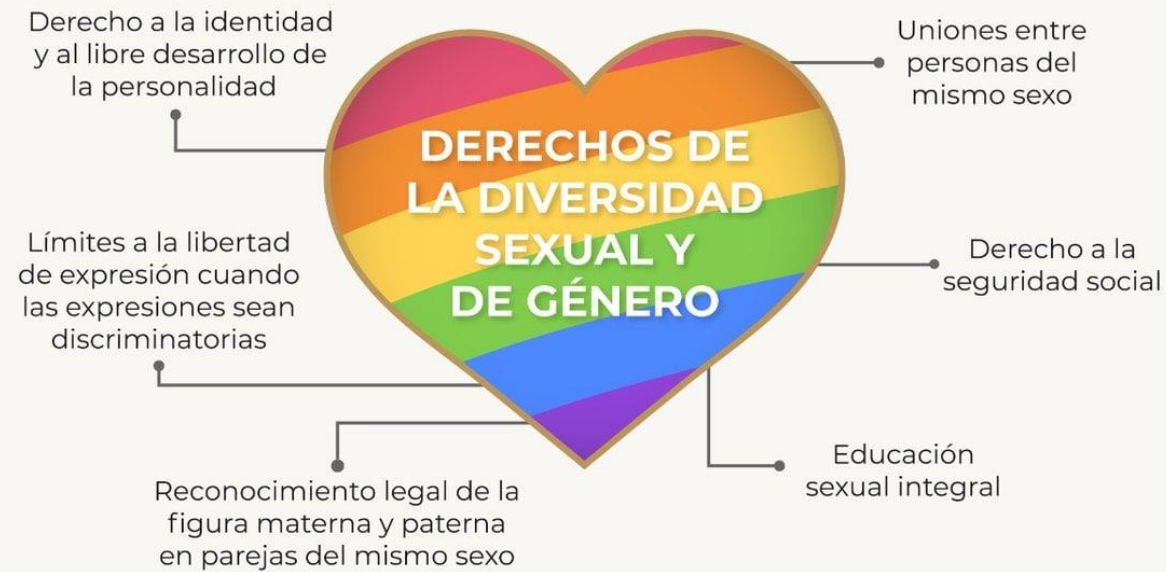 DERECHOS DE
LA DIVERSIDAD
SEXUAL Y
DE GÉNERO
Derecho a la identidad
y al libre desarrollo de
la personalidad
Límites a la libertad
de expresión cuando
las expresiones sean
discriminatorias
Reconocimiento legal de la
figura materna y paterna
en parejas del mismo sexo
Uniones entre
personas del
mismo sexo
Derecho a la
seguridad social
Educación
sexual integral